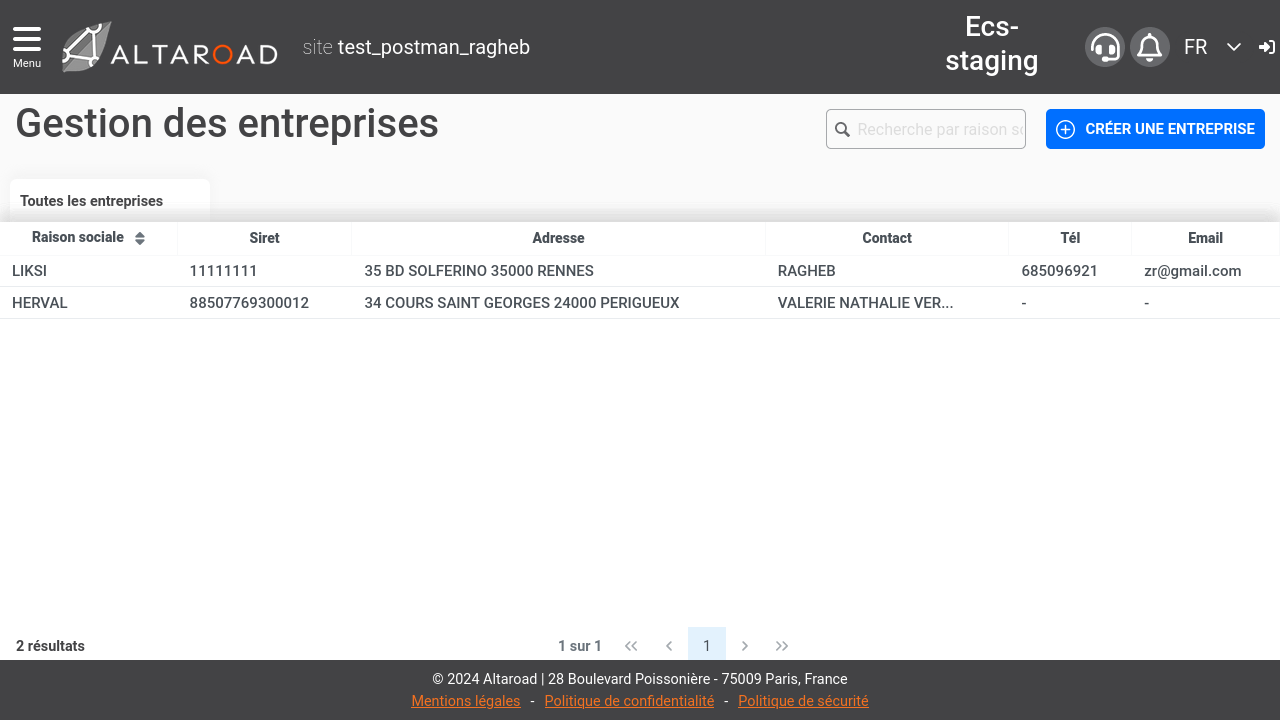 Menu
ALTAROAD
site test_postman_ragheb
Ecs-
staging
FR
Gestion des entreprises
Recherche par raison so
CRÉER UNE ENTREPRISE
Toutes les entreprises
Raison sociale Siret Adresse Contact Tél Email
LIKSI 11111111 35 BD SOLFERINO 35000 RENNES RAGHEB 685096921 zr@gmail.com
HERVAL 88507769300012 34 COURS SAINT GEORGES 24000 PERIGUEUX VALERIE NATHALIE VER... - -
2 résultats
1 sur 1
1
© 2024 Altaroad | 28 Boulevard Poissonière - 75009 Paris, France
Mentions légales - Politique de confidentialité - Politique de sécurité